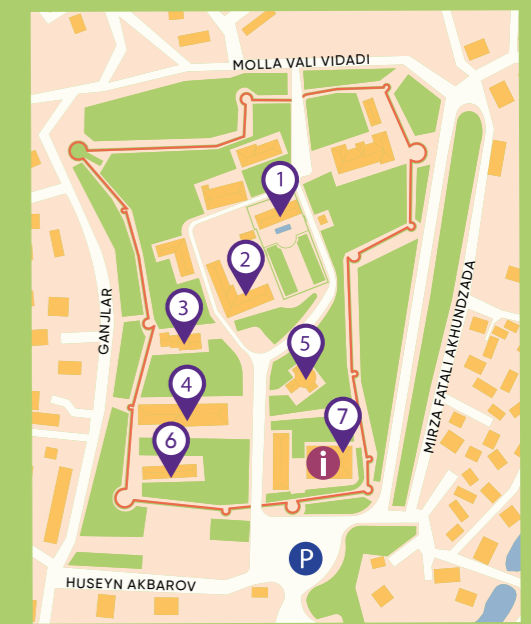 MOLLA VALI VIDADI
1
2
3
GANJLAR
5
4
7
6
i
MIRZA FATALI AKHUNDZADA
P
HUSEYN AKBAROV